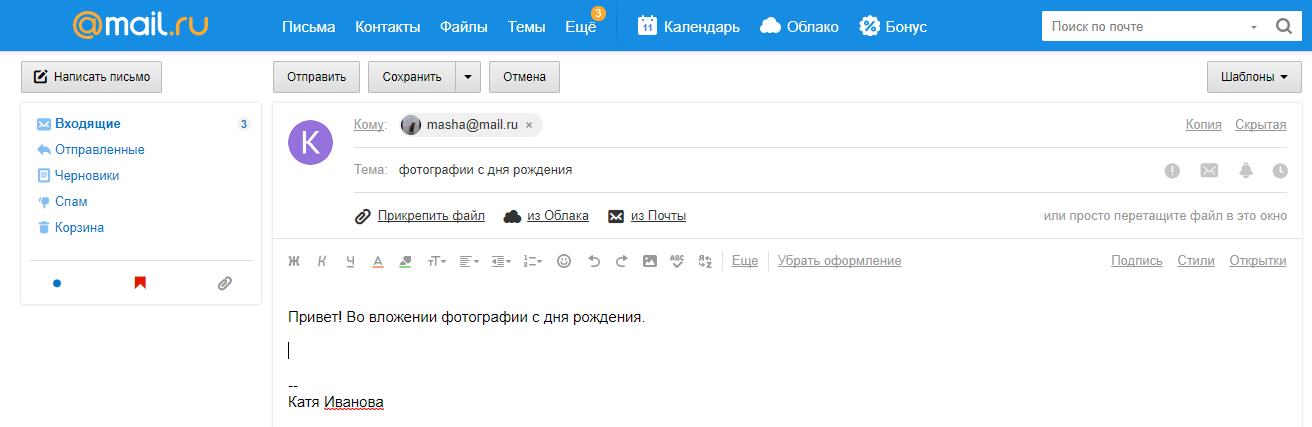 @mail.ru Письма Контакты Файлы Темы Ещё 3 11 Календарь Облако Бонус Поиск по почте
Написать письмо Отправить Сохранить Отмена Шаблоны
Входящие 3
Отправленные
Черновики
Спам
Корзина
К
Кому: masha@mail.ru × Копия Скрытая
Тема: фотографии с дня рождения
Прикрепить файл из Облака из Почты или просто перетащите файл в это окно
Ж К Ч А тТ ABC Еще Убрать оформление Подпись Стили Открытки
Привет! Во вложении фотографии с дня рождения.
--
Катя Иванова